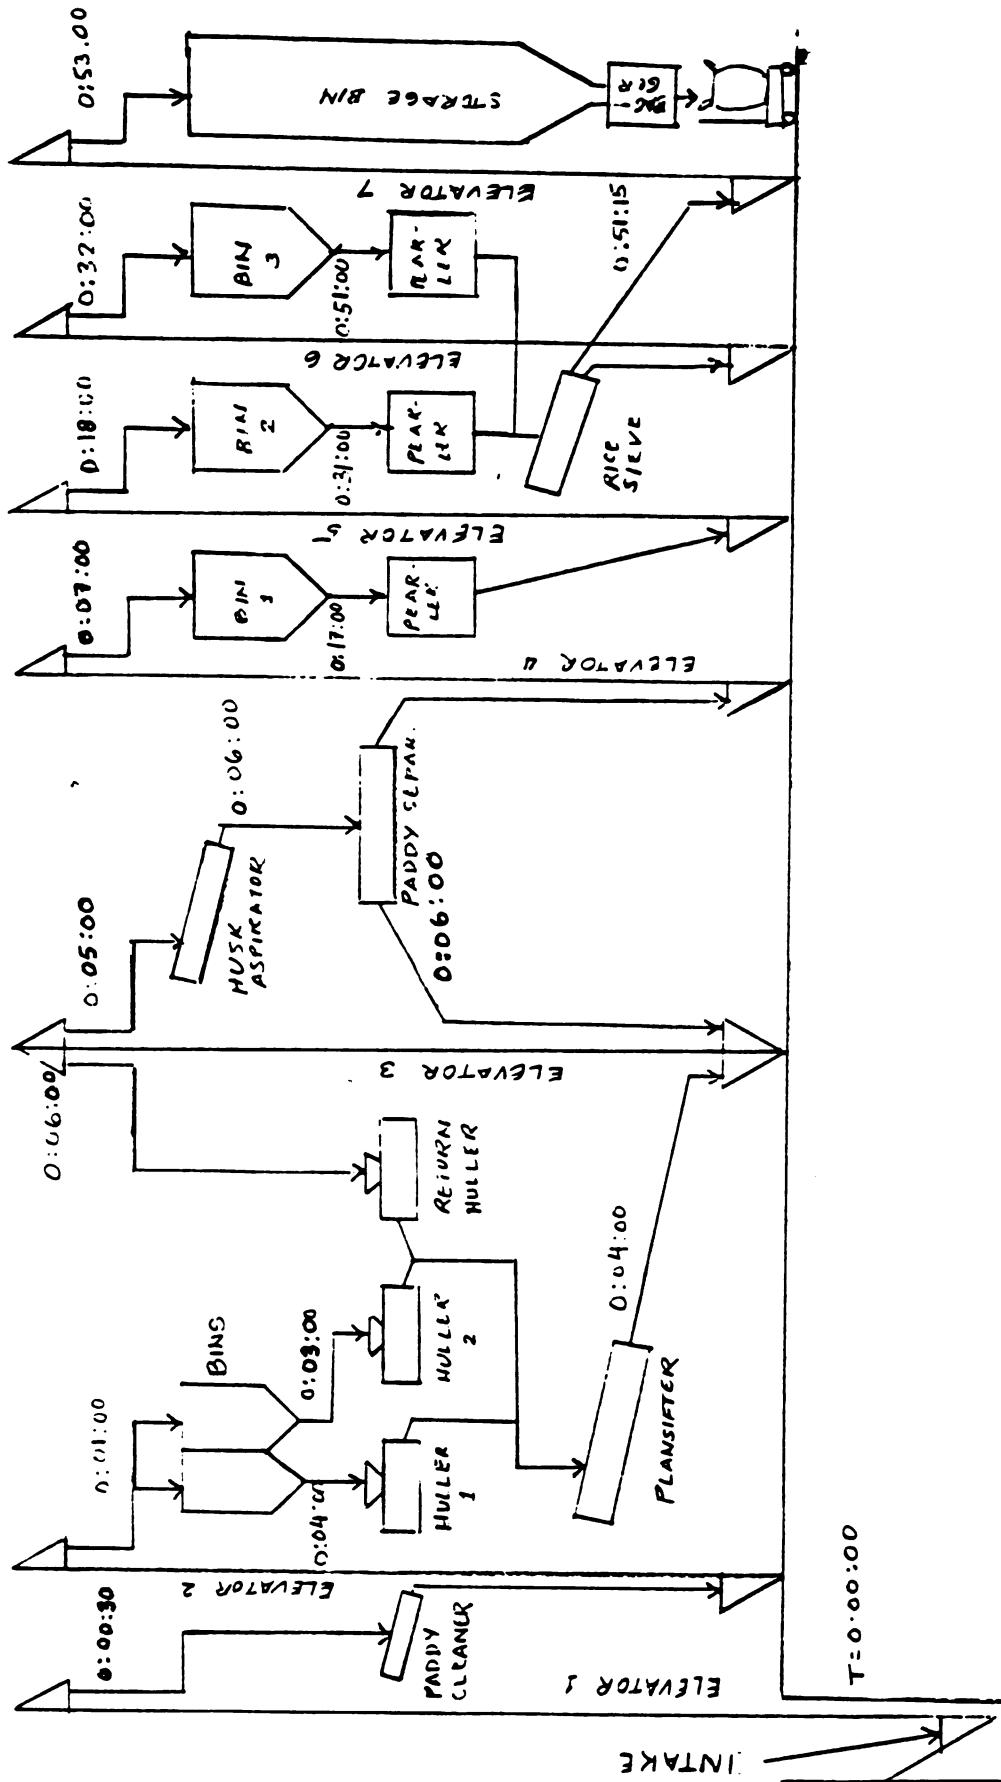 INTAKE
T=0:00:00
ELEVATOR 1
0:00:30
PADDY
CLEANER
ELEVATOR 2
0:01:00
BINS
0:03:00
HULLER
1
HULLER
2
RETURN
HULLER
PLANSIFTER
0:04:00
ELEVATOR 3
0:06:00
0:05:00
HUSK
ASPIRATOR
0:06:00
PADDY SEPAR.
0:06:00
ELEVATOR 4
0:07:00
BIN
1
0:17:00
PEAR-
LER
ELEVATOR 5
0:18:00
BIN
2
0:31:00
PEAR-
LER
RICE
SIEVE
ELEVATOR 6
0:32:00
BIN
3
0:51:00
PEAR-
LER
0:51:15
ELEVATOR 7
0:53.00
STORAGE BIN